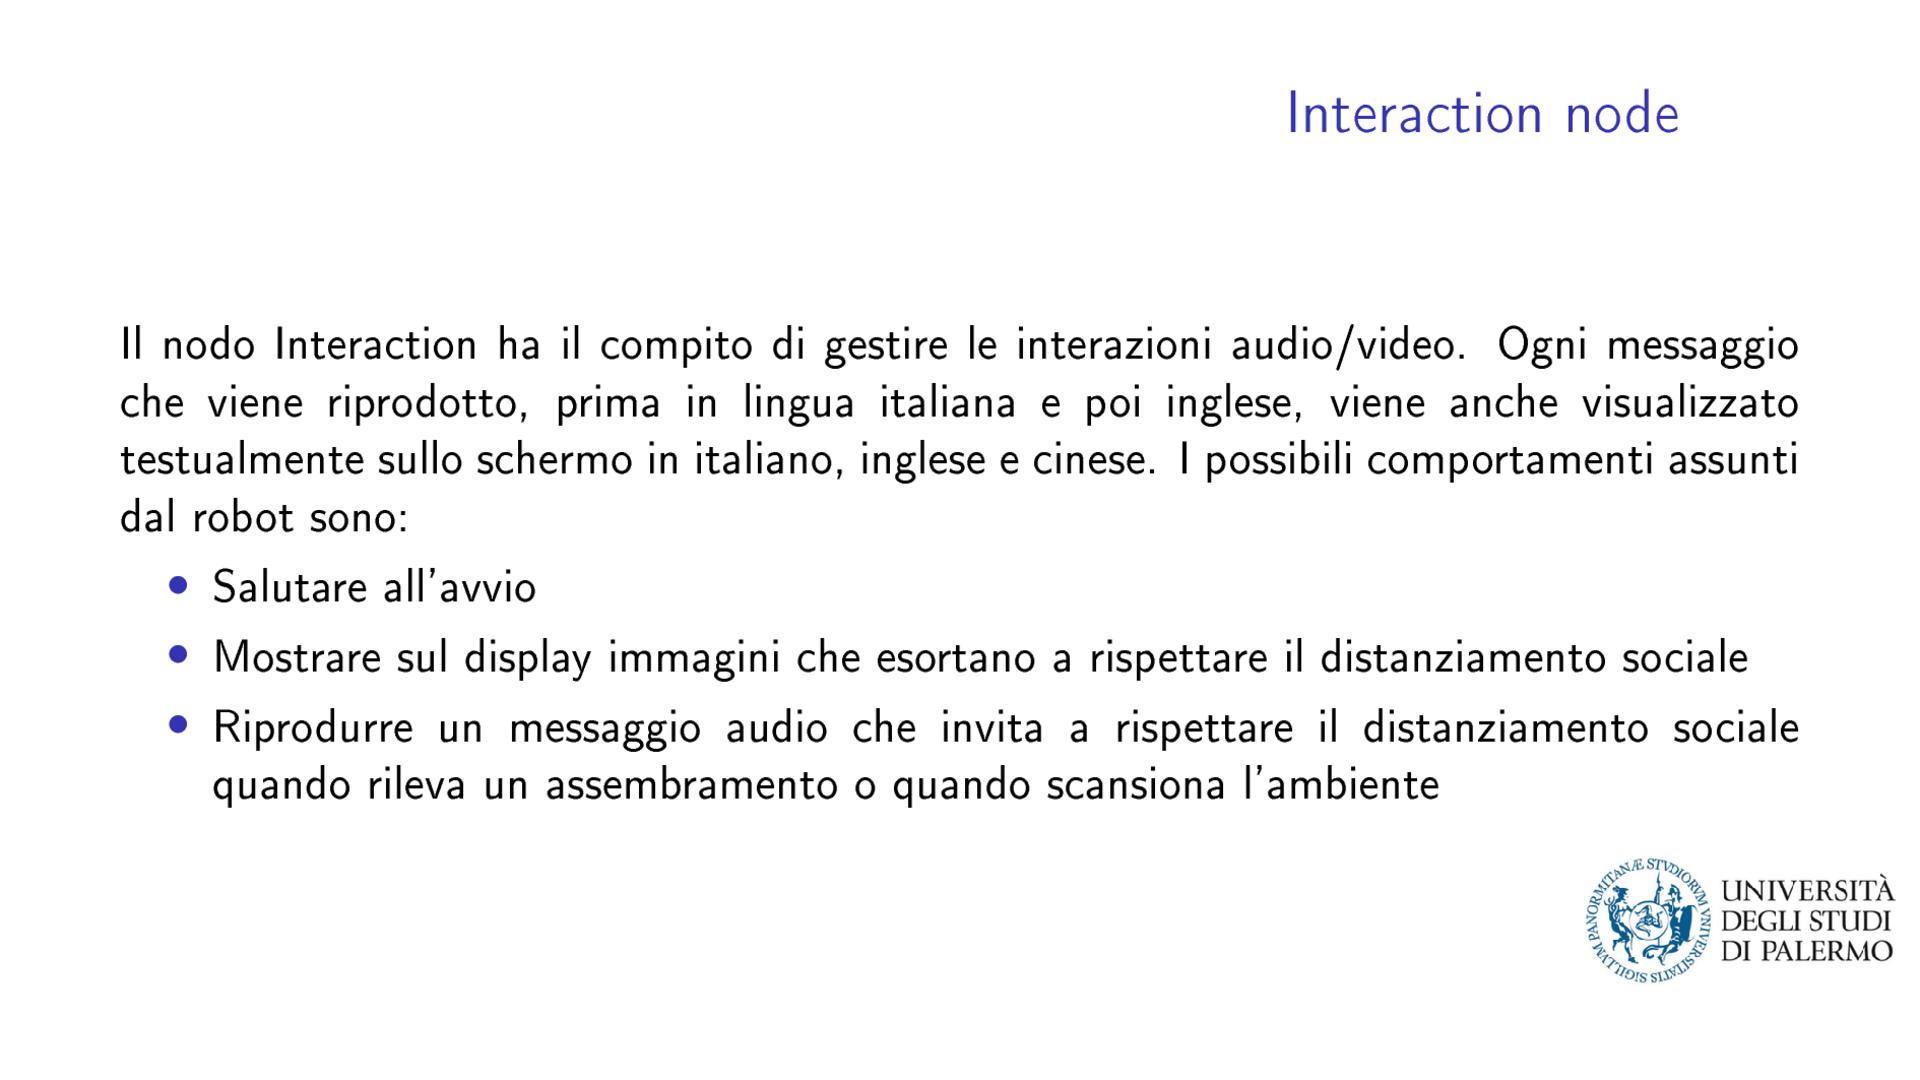 Interaction node
Il nodo Interaction ha il compito di gestire le interazioni audio/video. Ogni messaggio
che viene riprodotto, prima in lingua italiana e poi inglese, viene anche visualizzato
testualmente sullo schermo in italiano, inglese e cinese. I possibili comportamenti assunti
dal robot sono:
• Salutare all'avvio
• Mostrare sul display immagini che esortano a rispettare il distanziamento sociale
• Riprodurre un messaggio audio che invita a rispettare il distanziamento sociale
quando rileva un assembramento o quando scansiona l'ambiente
SIGILLVM PANORMITANÆ STVDIORVM VNIVERSITATIS
UNIVERSITÀ
DEGLI STUDI
DI PALERMO